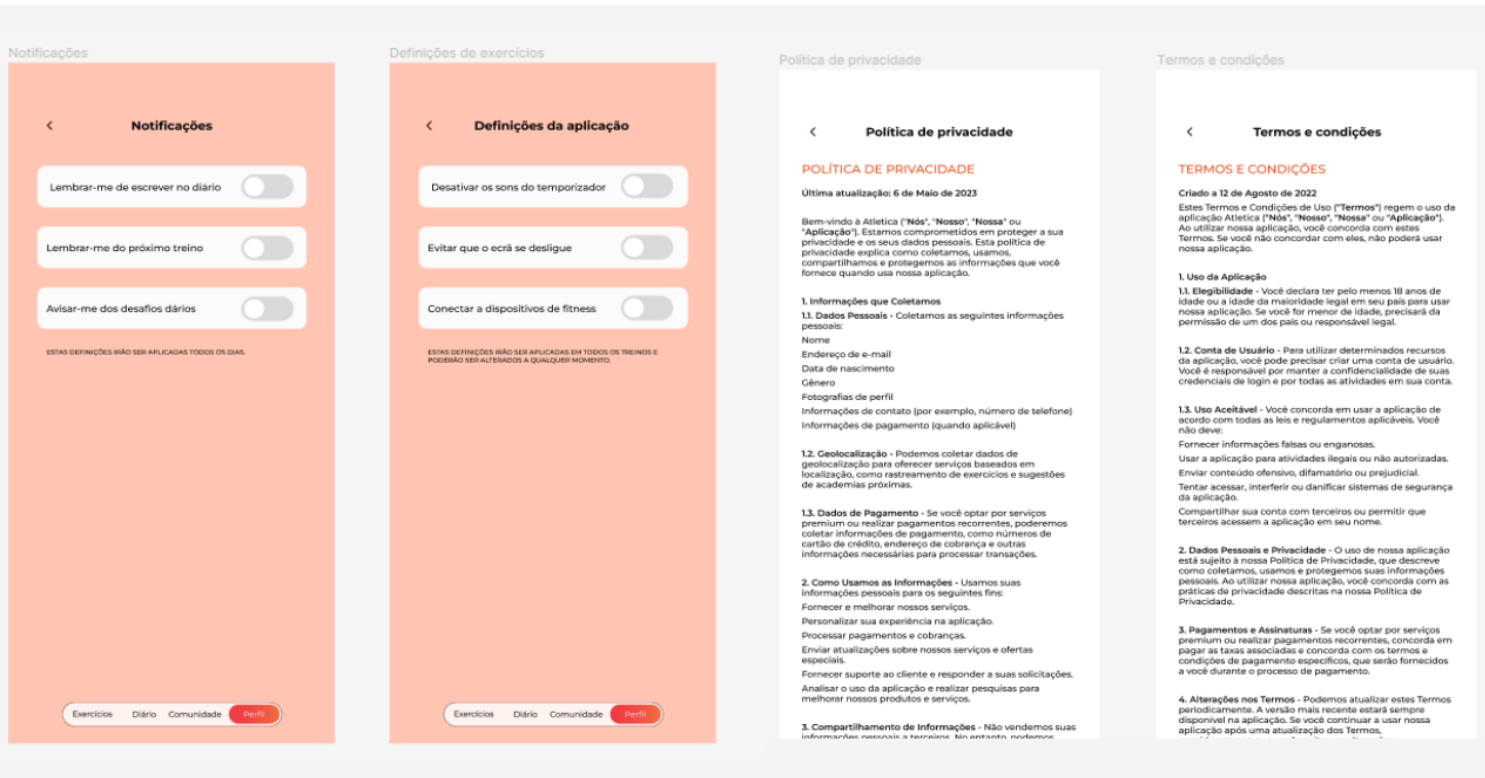 Notificações
Notificações
Lembrar-me de escrever no diário
Lembrar-me do próximo treino
Avisar-me dos desafios dários
ESTAS DEFINIÇÕES IRÃO SER APLICADAS TODOS OS DIAS.
Exercícios Diário Comunidade Perfil
Definições de exercícios
Definições da aplicação
Desativar os sons do temporizador
Evitar que o ecrã se desligue
Conectar a dispositivos de fitness
ESTAS DEFINIÇÕES IRÃO SER APLICADAS EM TODOS OS TREINOS E
PODERÃO SER ALTERADOS A QUALQUER MOMENTO.
Exercícios Diário Comunidade Perfil
Política de privacidade
Política de privacidade
POLÍTICA DE PRIVACIDADE
Última atualização: 6 de Maio de 2023
Bem-vindo à Atletica ("Nós", "Nosso", "Nossa" ou
"Aplicação"). Estamos comprometidos em proteger a sua
privacidade e os seus dados pessoais. Esta política de
privacidade explica como coletamos, usamos,
compartilhamos e protegemos as informações que você
fornece quando usa nossa aplicação.
1. Informações que Coletamos
1.1. Dados Pessoais - Coletamos as seguintes informações
pessoais:
Nome
Endereço de e-mail
Data de nascimento
Gênero
Fotografias de perfil
Informações de contato (por exemplo, número de telefone)
Informações de pagamento (quando aplicável)
1.2. Geolocalização - Podemos coletar dados de
geolocalização para oferecer serviços baseados em
localização, como rastreamento de exercícios e sugestões
de academias próximas.
1.3. Dados de Pagamento - Se você optar por serviços
premium ou realizar pagamentos recorrentes, poderemos
coletar informações de pagamento, como números de
cartão de crédito, endereço de cobrança e outras
informações necessárias para processar transações.
2. Como Usamos as Informações - Usamos suas
informações pessoais para os seguintes fins:
Fornecer e melhorar nossos serviços.
Personalizar sua experiência na aplicação.
Processar pagamentos e cobranças.
Enviar atualizações sobre nossos serviços e ofertas
especiais.
Fornecer suporte ao cliente e responder a suas solicitações.
Analisar o uso da aplicação e realizar pesquisas para
melhorar nossos produtos e serviços.
3. Compartilhamento de Informações - Não vendemos suas
informações pessoais a terceiros. No entanto, podemos
Termos e condições
Termos e condições
TERMOS E CONDIÇÕES
Criado a 12 de Agosto de 2022
Estes Termos e Condições de Uso ("Termos") regem o uso da
aplicação Atletica ("Nós", "Nosso", "Nossa" ou "Aplicação").
Ao utilizar nossa aplicação, você concorda com estes
Termos. Se você não concordar com eles, não poderá usar
nossa aplicação.
1. Uso da Aplicação
1.1. Elegibilidade - Você declara ter pelo menos 18 anos de
idade ou a idade da maioridade legal em seu país para usar
nossa aplicação. Se você for menor de idade, precisará da
permissão de um dos pais ou responsável legal.
1.2. Conta de Usuário - Para utilizar determinados recursos
da aplicação, você pode precisar criar uma conta de usuário.
Você é responsável por manter a confidencialidade de suas
credenciais de login e por todas as atividades em sua conta.
1.3. Uso Aceitável - Você concorda em usar a aplicação de
acordo com todas as leis e regulamentos aplicáveis. Você
não deve:
Fornecer informações falsas ou enganosas.
Usar a aplicação para atividades ilegais ou não autorizadas.
Enviar conteúdo ofensivo, difamatório ou prejudicial.
Tentar acessar, interferir ou danificar sistemas de segurança
da aplicação.
Compartilhar sua conta com terceiros ou permitir que
terceiros acessem a aplicação em seu nome.
2. Dados Pessoais e Privacidade - O uso de nossa aplicação
está sujeito à nossa Política de Privacidade, que descreve
como coletamos, usamos e protegemos suas informações
pessoais. Ao utilizar nossa aplicação, você concorda com as
práticas de privacidade descritas na nossa Política de
Privacidade.
3. Pagamentos e Assinaturas - Se você optar por serviços
premium ou realizar pagamentos recorrentes, concorda em
pagar as taxas associadas e concorda com os termos e
condições de pagamento específicos, que serão fornecidos
a você durante o processo de pagamento.
4. Alterações nos Termos - Podemos atualizar estes Termos
periodicamente. A versão mais recente estará sempre
disponível na aplicação. Se você continuar a usar nossa
aplicação após uma atualização dos Termos,